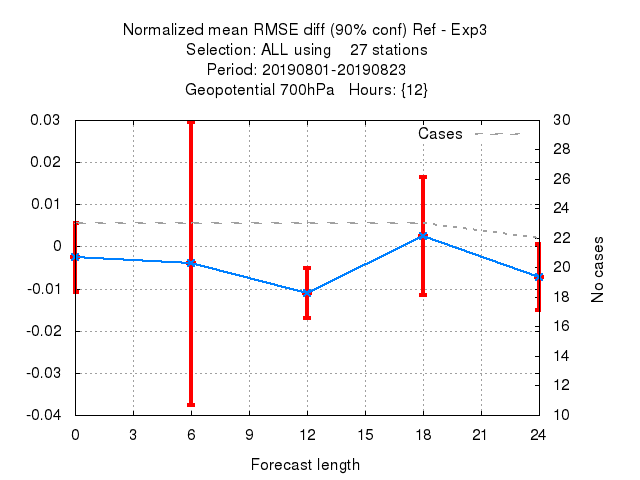 Normalized mean RMSE diff (90% conf) Ref - Exp3
Selection: ALL using 27 stations
Period: 20190801-20190823
Geopotential 700hPa Hours: {12}
Cases
0.03
0.02
0.01
0
-0.01
-0.02
-0.03
-0.04
30
28
26
24
22
20
18
16
14
12
10
No cases
0 3 6 9 12 15 18 21 24
Forecast length